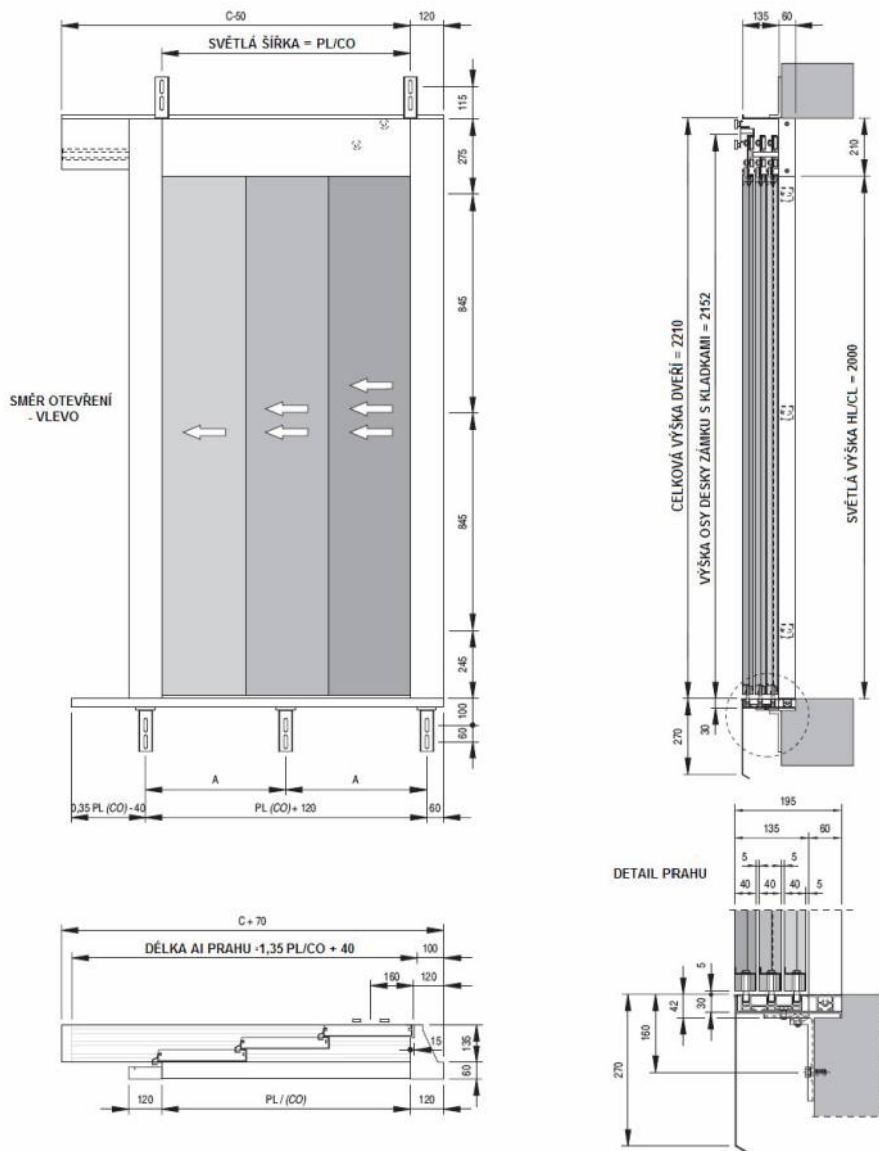 C-50
120
SVĚTLÁ ŠÍŘKA = PL/CO
115
275
845
845
245
100
60
SMĚR OTEVŘENÍ
- VLEVO
A
A
0,35 PL (CO) - 40
PL (CO) + 120
60
135
60
210
CELKOVÁ VÝŠKA DVEŘÍ = 2210
VÝŠKA OSY DESKY ZÁMKU S KLADKAMI = 2152
SVĚTLÁ VÝŠKA HL/CL = 2000
30
270
C + 70
DÉLKA AI PRAHU =1,35 PL/CO + 40
100
160
120
15
135
60
120
PL / (CO)
120
DETAIL PRAHU
195
135
60
5
5
40
40
40
5
5
42
30
160
270